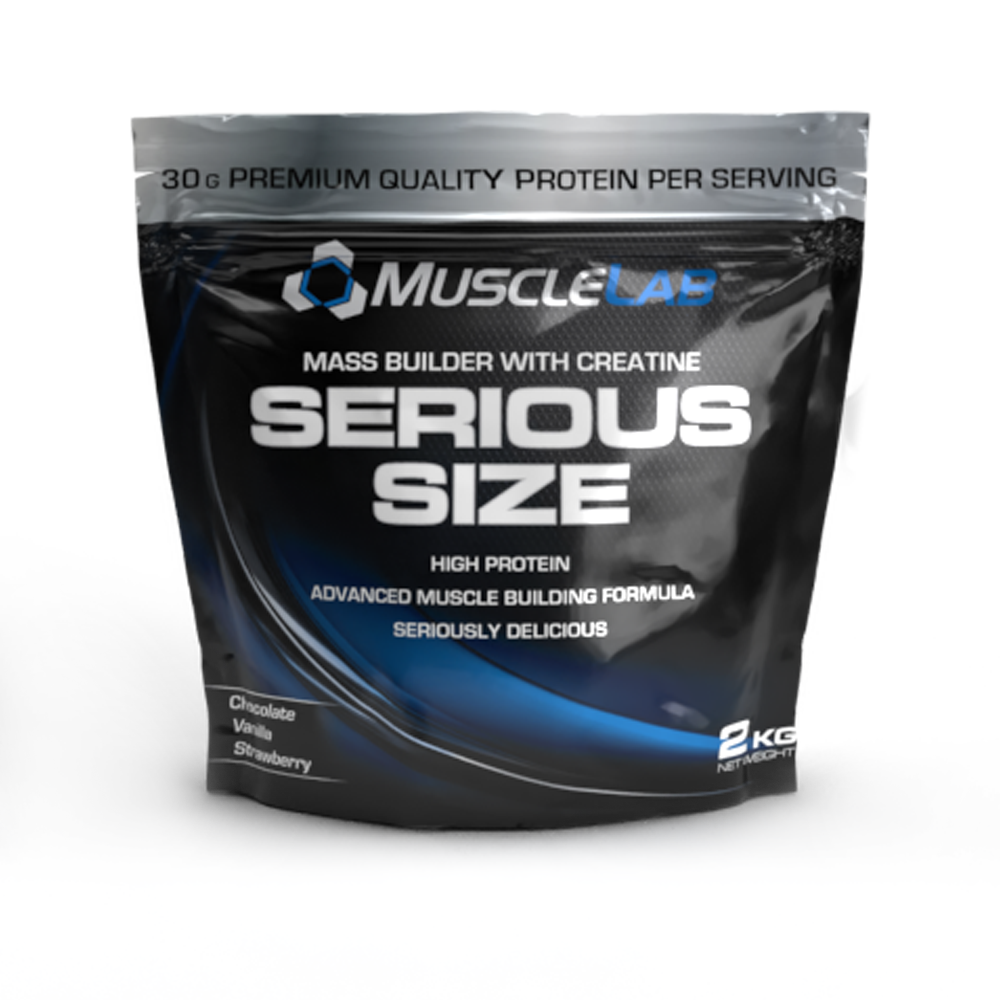 30G PREMIUM QUALITY PROTEIN PER SERVING
MUSCLELAB
MASS BUILDER WITH CREATINE
SERIOUS
SIZE
HIGH PROTEIN
ADVANCED MUSCLE BUILDING FORMULA
SERIOUSLY DELICIOUS
Chocolate
Vanilla
Strawberry
2KG
NET WEIGHT